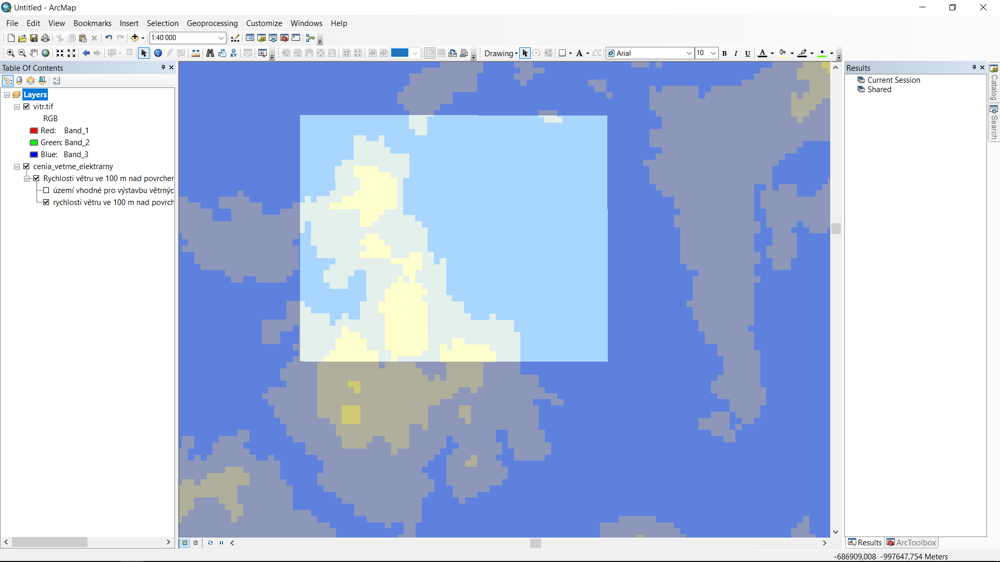 Untitled - ArcMap
File Edit View Bookmarks Insert Selection Geoprocessing Customize Windows Help
1:40 000
100% Drawing Arial 10 B I U A
Table Of Contents
Layers
vitr.tif
RGB
Red: Band_1
Green: Band_2
Blue: Band_3
cenia_vetrne_elektrarny
Rychlosti větru ve 100 m nad povrcher
území vhodné pro výstavbu větrnýc
rychlosti větru ve 100 m nad povrch
Results
Current Session
Shared
Catalog
Search
Results ArcToolbox
-686909,008 -997647,754 Meters